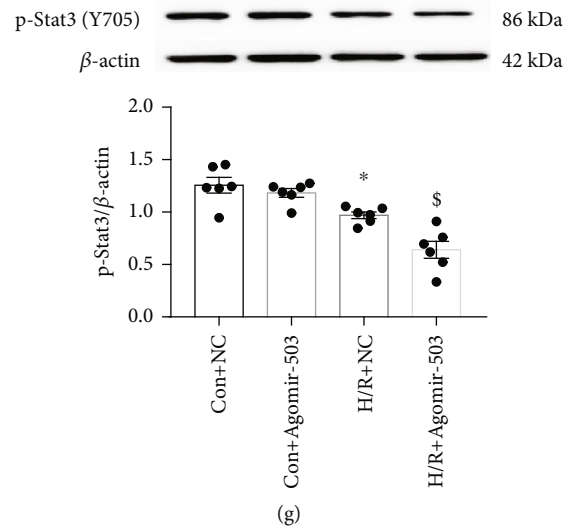 p-Stat3 (Y705) 86 kDa
β-actin 42 kDa
p-Stat3/β-actin
2.0
1.5
1.0
0.5
0.0
*
$
Con+NC
Con+Agomir-503
H/R+NC
H/R+Agomir-503
(g)